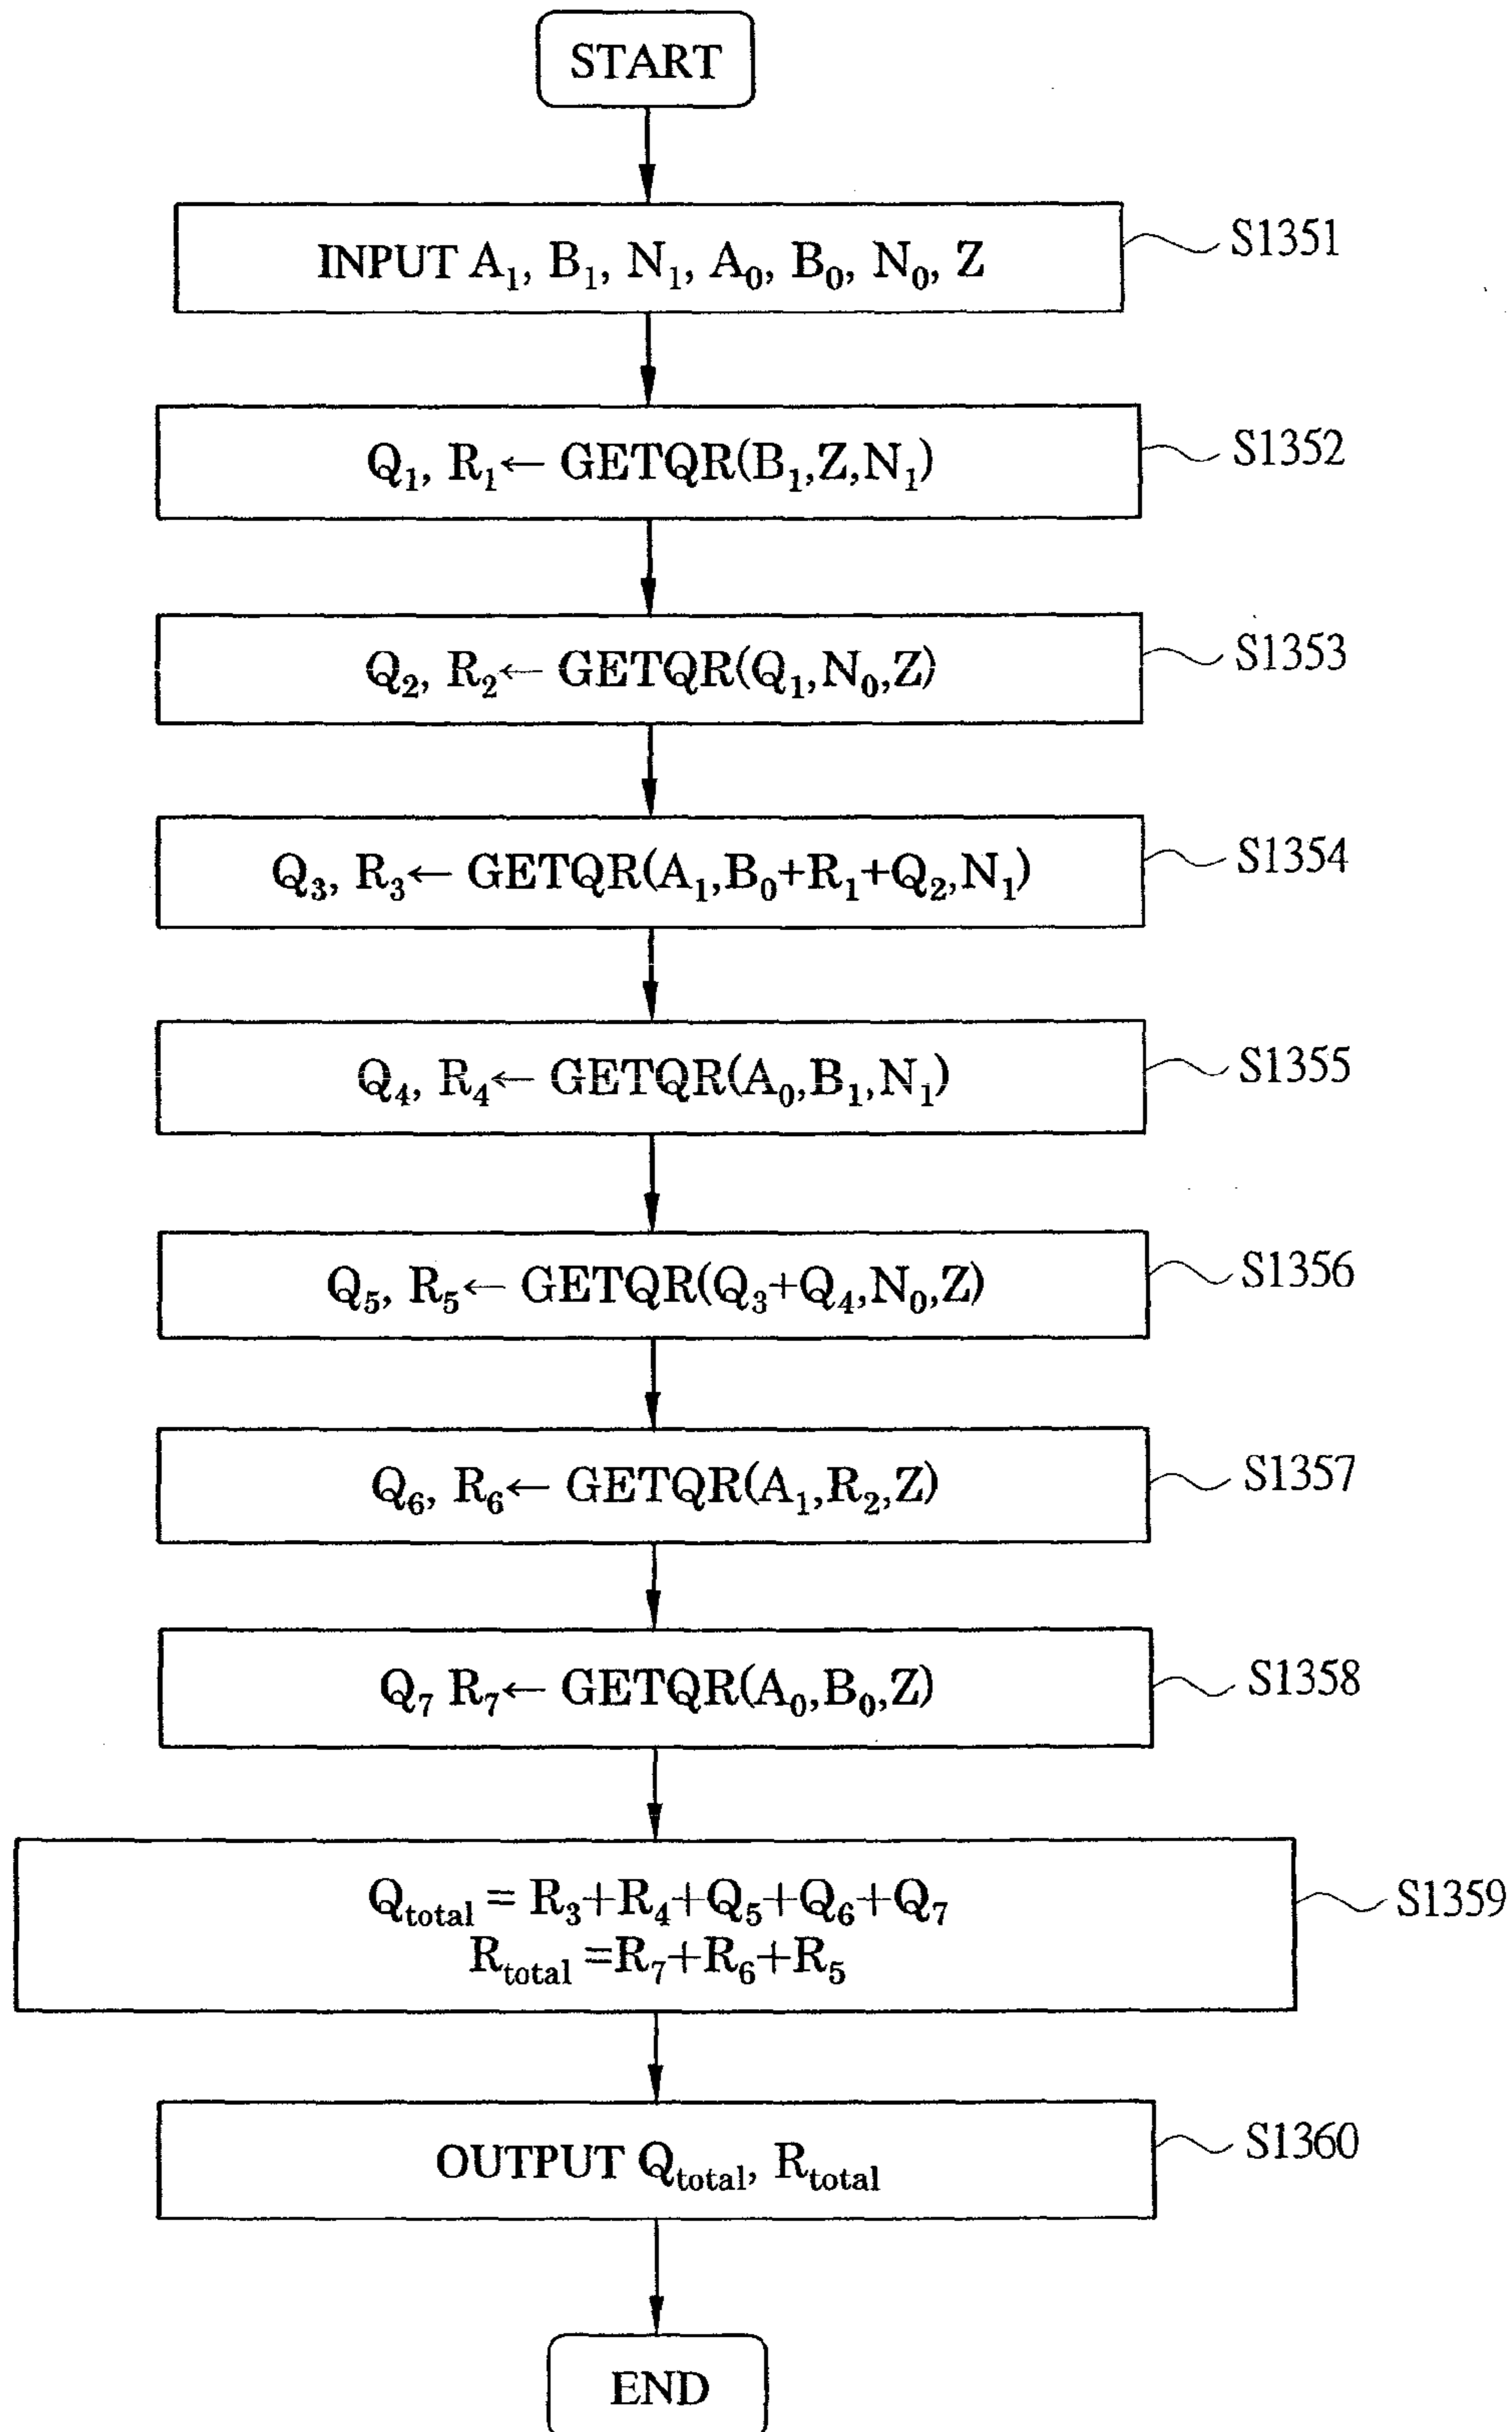 START
INPUT A₁, B₁, N₁, A₀, B₀, N₀, Z
S1351
Q₁, R₁← GETQR(B₁,Z,N₁)
S1352
Q₂, R₂← GETQR(Q₁,N₀,Z)
S1353
Q₃, R₃← GETQR(A₁,B₀+R₁+Q₂,N₁)
S1354
Q₄, R₄← GETQR(A₀,B₁,N₁)
S1355
Q₅, R₅← GETQR(Q₃+Q₄,N₀,Z)
S1356
Q₆, R₆← GETQR(A₁,R₂,Z)
S1357
Q₇ R₇← GETQR(A₀,B₀,Z)
S1358
Qtotal = R₃+R₄+Q₅+Q₆+Q₇
Rtotal =R₇+R₆+R₅
S1359
OUTPUT Qtotal, Rtotal
S1360
END